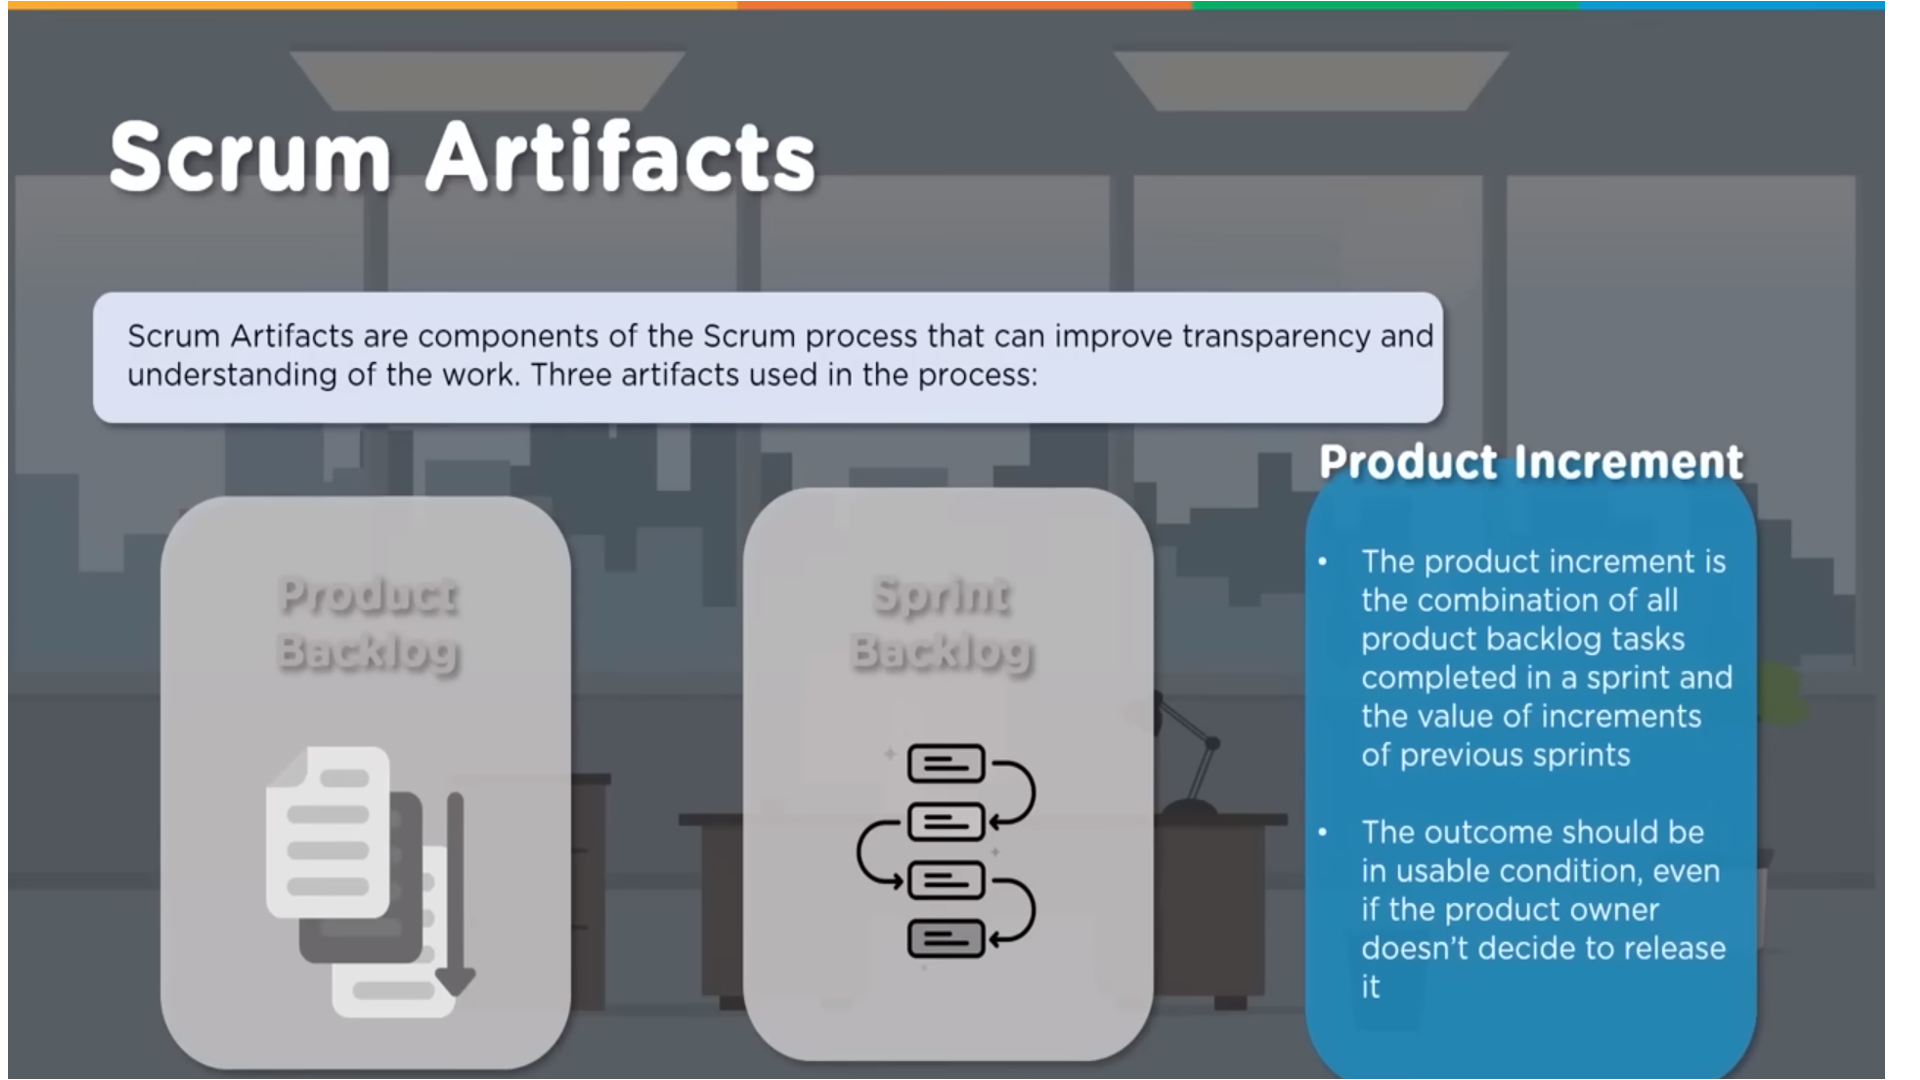 Scrum Artifacts
Scrum Artifacts are components of the Scrum process that can improve transparency and
understanding of the work. Three artifacts used in the process:
Product
Backlog
Sprint
Backlog
Product Increment
• The product increment is
the combination of all
product backlog tasks
completed in a sprint and
the value of increments
of previous sprints
• The outcome should be
in usable condition, even
if the product owner
doesn't decide to release
it